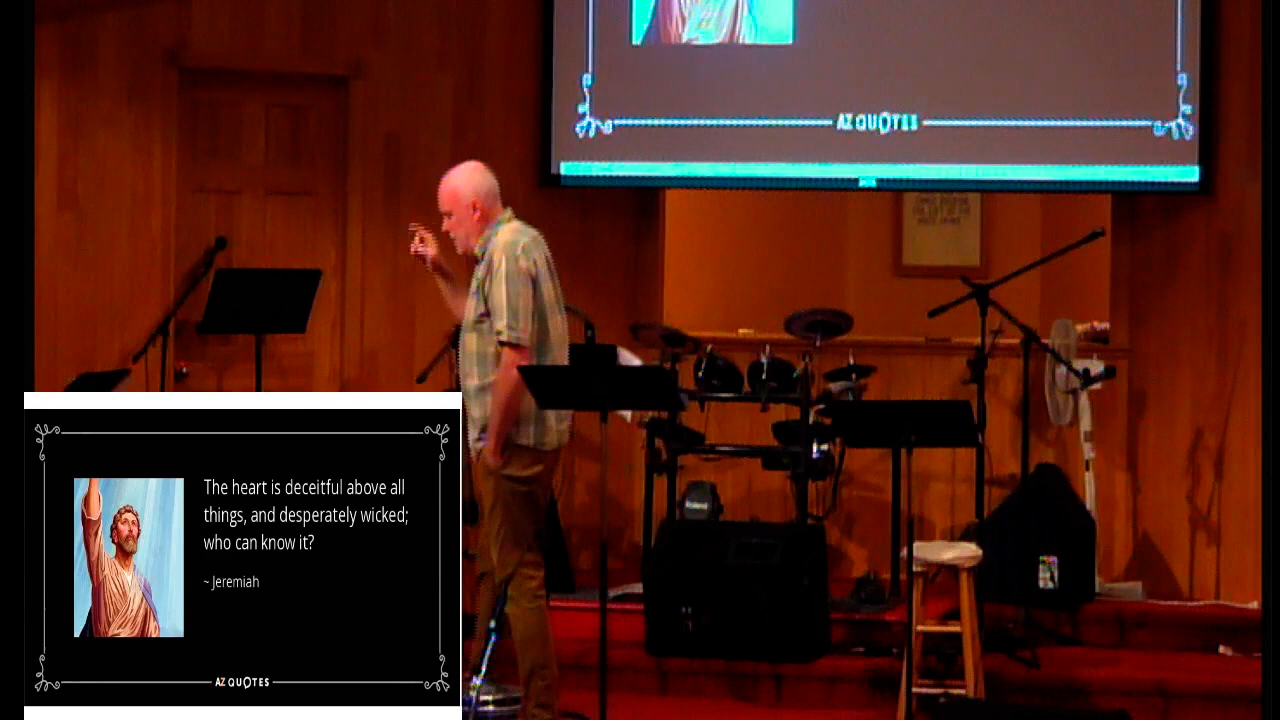 AZ QUOTES
The heart is deceitful above all
things, and desperately wicked;
who can know it?
~ Jeremiah
AZ QUOTES
Roland